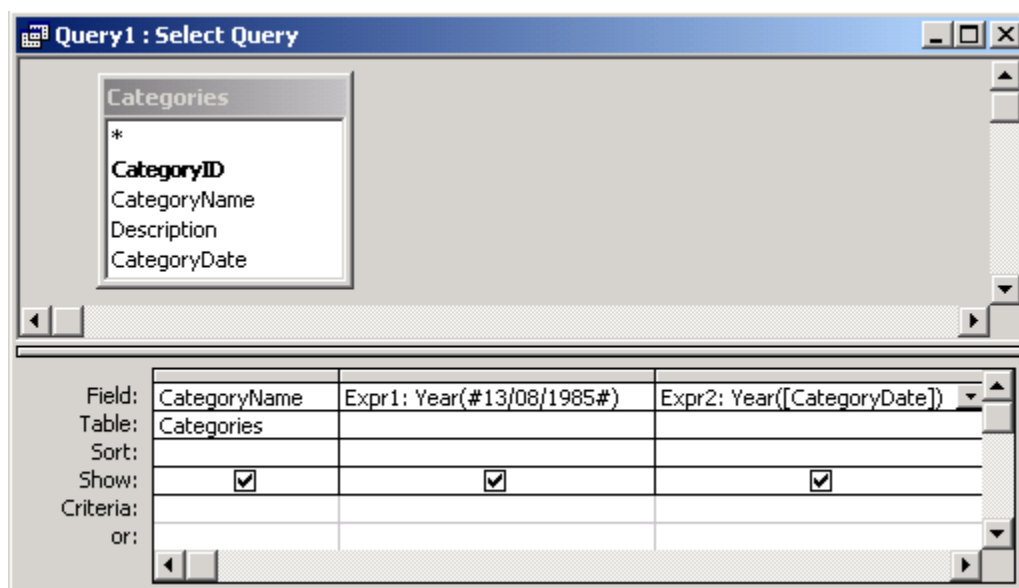 Query1 : Select Query
Categories
*
CategoryID
CategoryName
Description
CategoryDate
Field: CategoryName Expr1: Year(#13/08/1985#) Expr2: Year([CategoryDate])
Table: Categories
Sort:
Show:
Criteria:
or: